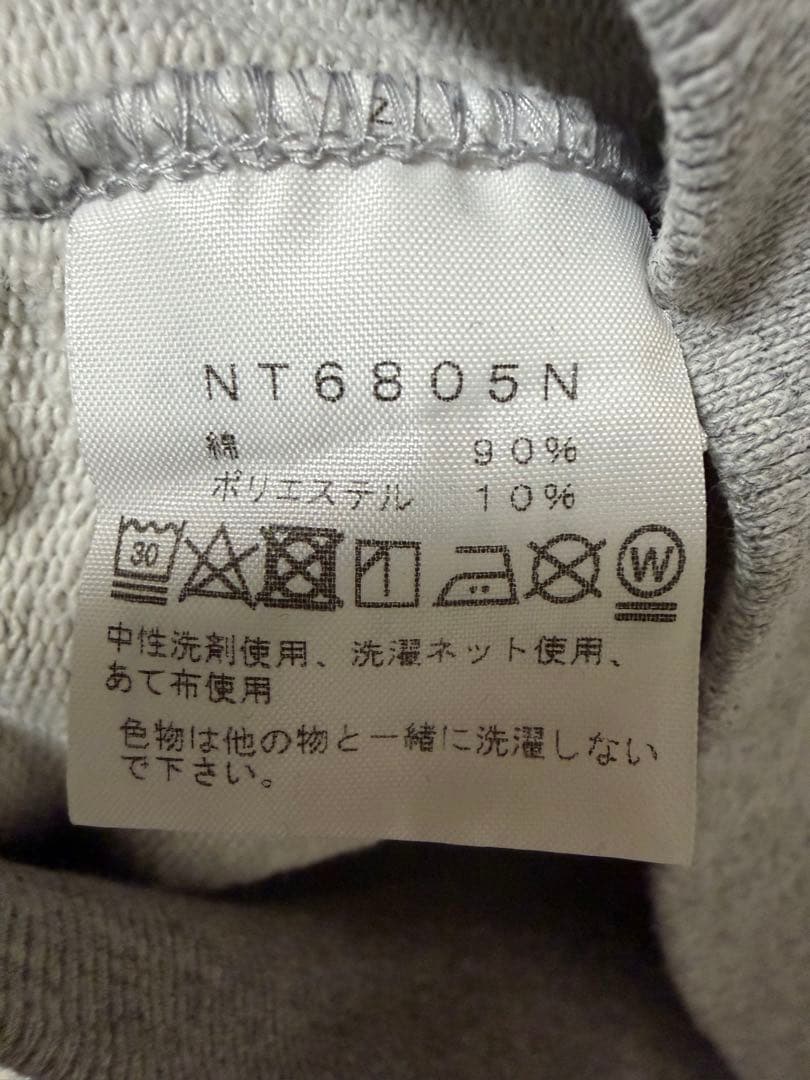 NT6805N
綿 90%
ポリエステル 10%
30 W
中性洗剤使用、洗濯ネット使用、
あて布使用
色物は他の物と一緒に洗濯しない
で下さい。